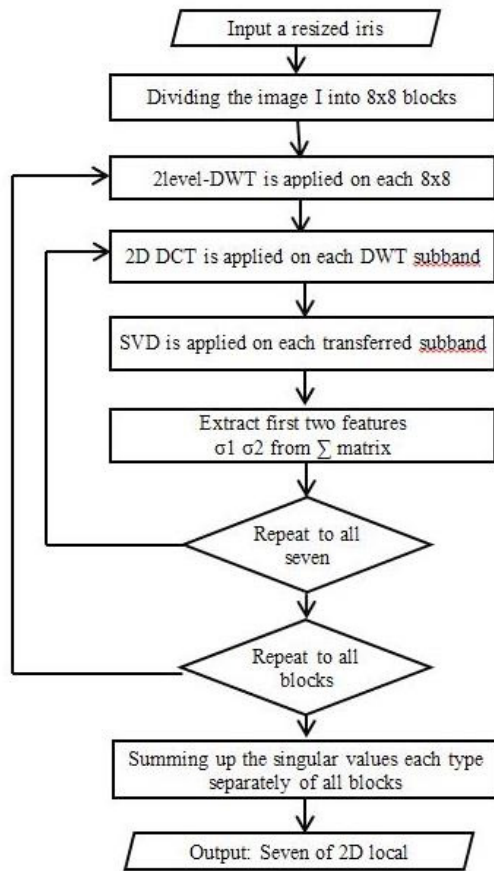 Input a resized iris
Dividing the image I into 8x8 blocks
2level-DWT is applied on each 8x8
2D DCT is applied on each DWT subband
SVD is applied on each transferred subband
Extract first two features
σ1 σ2 from ∑ matrix
Repeat to all
seven
Repeat to all
blocks
Summing up the singular values each type
separately of all blocks
Output: Seven of 2D local